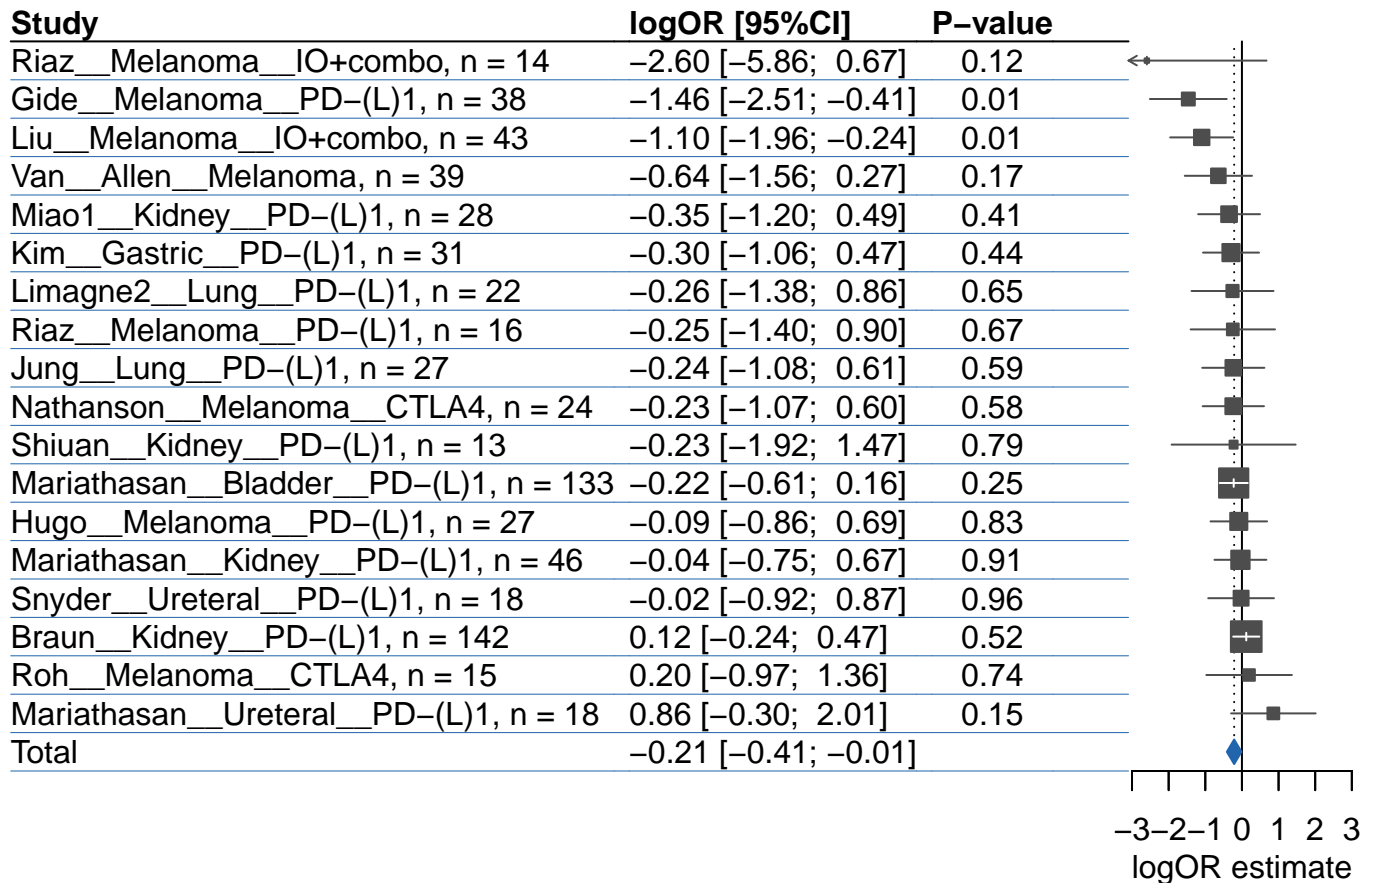 Study logOR [95%CI] P−value
Riaz__Melanoma__IO+combo, n = 14 −2.60 [−5.86; 0.67] 0.12
Gide__Melanoma__PD−(L)1, n = 38 −1.46 [−2.51; −0.41] 0.01
Liu__Melanoma__IO+combo, n = 43 −1.10 [−1.96; −0.24] 0.01
Van__Allen__Melanoma, n = 39 −0.64 [−1.56; 0.27] 0.17
Miao1__Kidney__PD−(L)1, n = 28 −0.35 [−1.20; 0.49] 0.41
Kim__Gastric__PD−(L)1, n = 31 −0.30 [−1.06; 0.47] 0.44
Limagne2__Lung__PD−(L)1, n = 22 −0.26 [−1.38; 0.86] 0.65
Riaz__Melanoma__PD−(L)1, n = 16 −0.25 [−1.40; 0.90] 0.67
Jung__Lung__PD−(L)1, n = 27 −0.24 [−1.08; 0.61] 0.59
Nathanson__Melanoma__CTLA4, n = 24 −0.23 [−1.07; 0.60] 0.58
Shiuan__Kidney__PD−(L)1, n = 13 −0.23 [−1.92; 1.47] 0.79
Mariathasan__Bladder__PD−(L)1, n = 133 −0.22 [−0.61; 0.16] 0.25
Hugo__Melanoma__PD−(L)1, n = 27 −0.09 [−0.86; 0.69] 0.83
Mariathasan__Kidney__PD−(L)1, n = 46 −0.04 [−0.75; 0.67] 0.91
Snyder__Ureteral__PD−(L)1, n = 18 −0.02 [−0.92; 0.87] 0.96
Braun__Kidney__PD−(L)1, n = 142 0.12 [−0.24; 0.47] 0.52
Roh__Melanoma__CTLA4, n = 15 0.20 [−0.97; 1.36] 0.74
Mariathasan__Ureteral__PD−(L)1, n = 18 0.86 [−0.30; 2.01] 0.15
Total −0.21 [−0.41; −0.01]
−3 −2 −1 0 1 2 3
logOR estimate